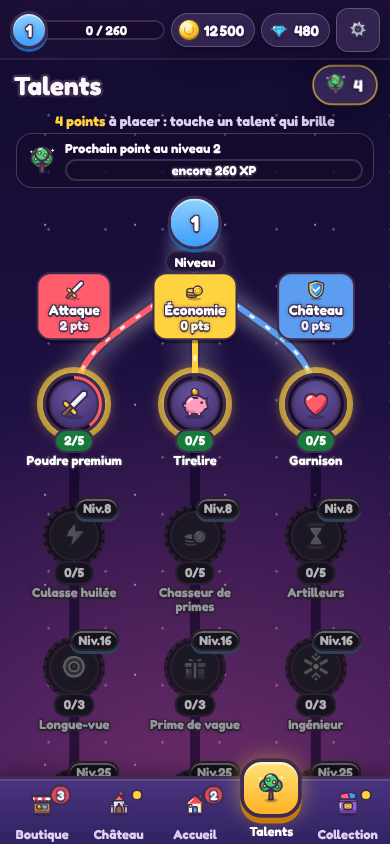 1
0 / 260
12 500
480
Talents
4
4 points à placer : touche un talent qui brille
Prochain point au niveau 2
encore 260 XP
1
Niveau
Attaque
2 pts
Économie
0 pts
Château
0 pts
2/5
0/5
0/5
Poudre premium
Tirelire
Garnison
Niv.8
Niv.8
Niv.8
0/5
0/5
0/5
Culasse huilée
Chasseur de primes
Artilleurs
Niv.16
Niv.16
Niv.16
0/3
0/3
0/3
Longue-vue
Prime de vague
Ingénieur
Niv.25
Niv.25
Niv.25
3
2
Boutique
Château
Accueil
Talents
Collection